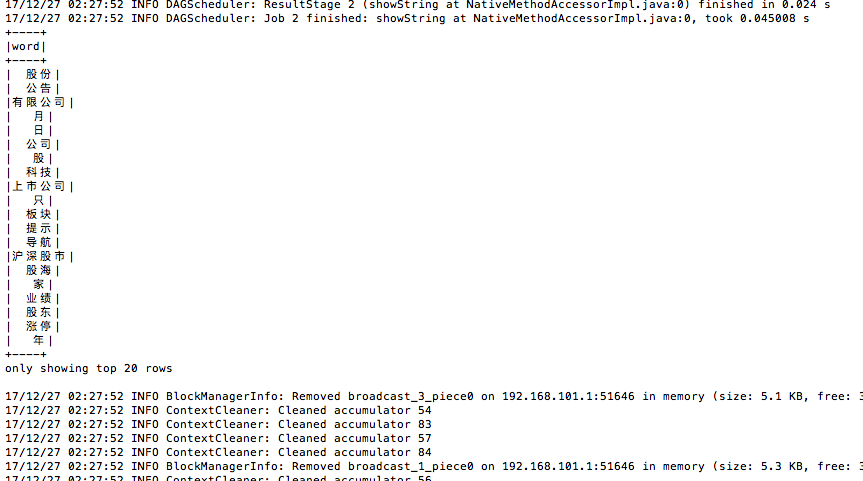 17/12/27 02:27:52 INFO DAGScheduler: ResultStage 2 (showString at NativeMethodAccessorImpl.java:0) finished in 0.024 s
17/12/27 02:27:52 INFO DAGScheduler: Job 2 finished: showString at NativeMethodAccessorImpl.java:0, took 0.045008 s
+----+
|word|
+----+
|  股份|
|  公告|
|有限公司|
|   月|
|   日|
|  公司|
|   股|
|  科技|
|上市公司|
|   只|
|  板块|
|  提示|
|  导航|
|沪深股市|
|  股海|
|   家|
|  业绩|
|  股东|
|  涨停|
|   年|
+----+
only showing top 20 rows
17/12/27 02:27:52 INFO BlockManagerInfo: Removed broadcast_3_piece0 on 192.168.101.1:51646 in memory (size: 5.1 KB, free: 3
17/12/27 02:27:52 INFO ContextCleaner: Cleaned accumulator 54
17/12/27 02:27:52 INFO ContextCleaner: Cleaned accumulator 83
17/12/27 02:27:52 INFO ContextCleaner: Cleaned accumulator 57
17/12/27 02:27:52 INFO ContextCleaner: Cleaned accumulator 84
17/12/27 02:27:52 INFO BlockManagerInfo: Removed broadcast_1_piece0 on 192.168.101.1:51646 in memory (size: 5.3 KB, free: 3
17/12/27 02:27:52 INFO ContextCleaner: Cleaned accumulator 56